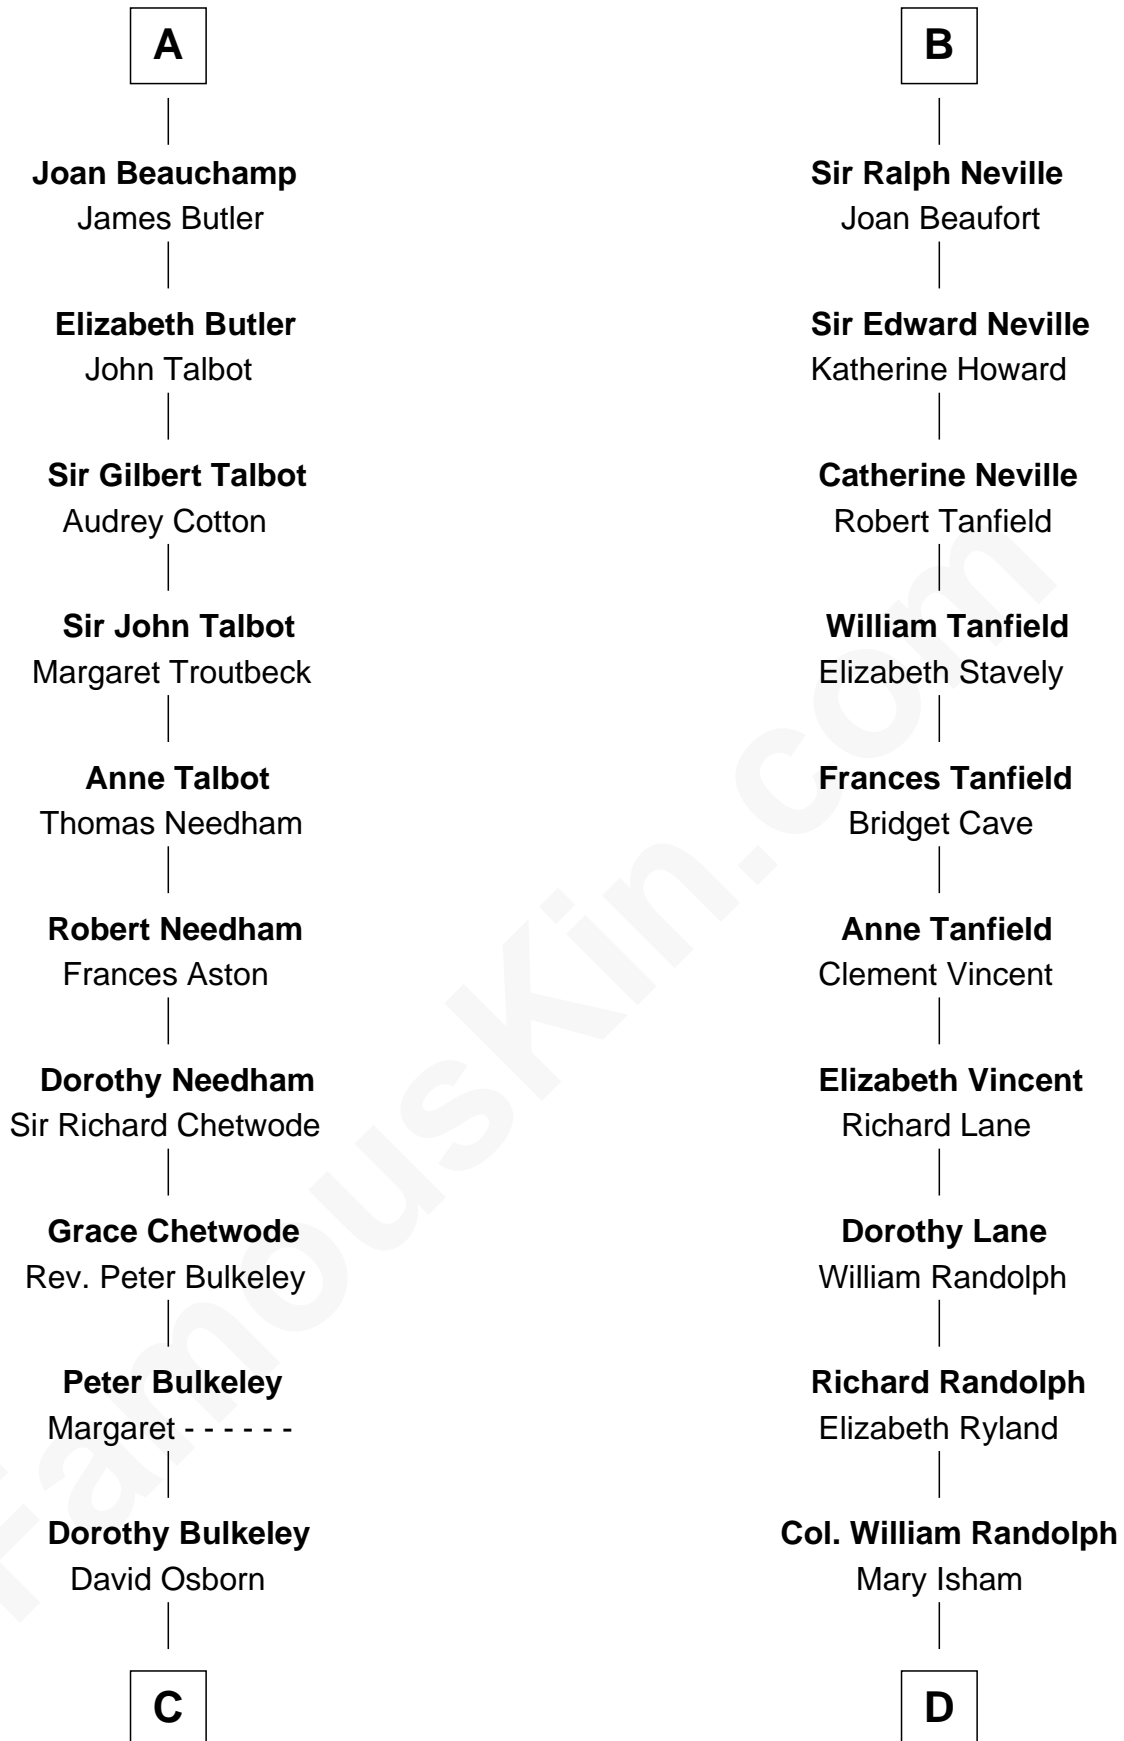 A
Joan Beauchamp
James Butler
Elizabeth Butler
John Talbot
Sir Gilbert Talbot
Audrey Cotton
Sir John Talbot
Margaret Troutbeck
Anne Talbot
Thomas Needham
Robert Needham
Frances Aston
Dorothy Needham
Sir Richard Chetwode
Grace Chetwode
Rev. Peter Bulkeley
Peter Bulkeley
Margaret - - - - - -
Dorothy Bulkeley
David Osborn
C
B
Sir Ralph Neville
Joan Beaufort
Sir Edward Neville
Katherine Howard
Catherine Neville
Robert Tanfield
William Tanfield
Elizabeth Stavely
Frances Tanfield
Bridget Cave
Anne Tanfield
Clement Vincent
Elizabeth Vincent
Richard Lane
Dorothy Lane
William Randolph
Richard Randolph
Elizabeth Ryland
Col. William Randolph
Mary Isham
D
FamousKin.com